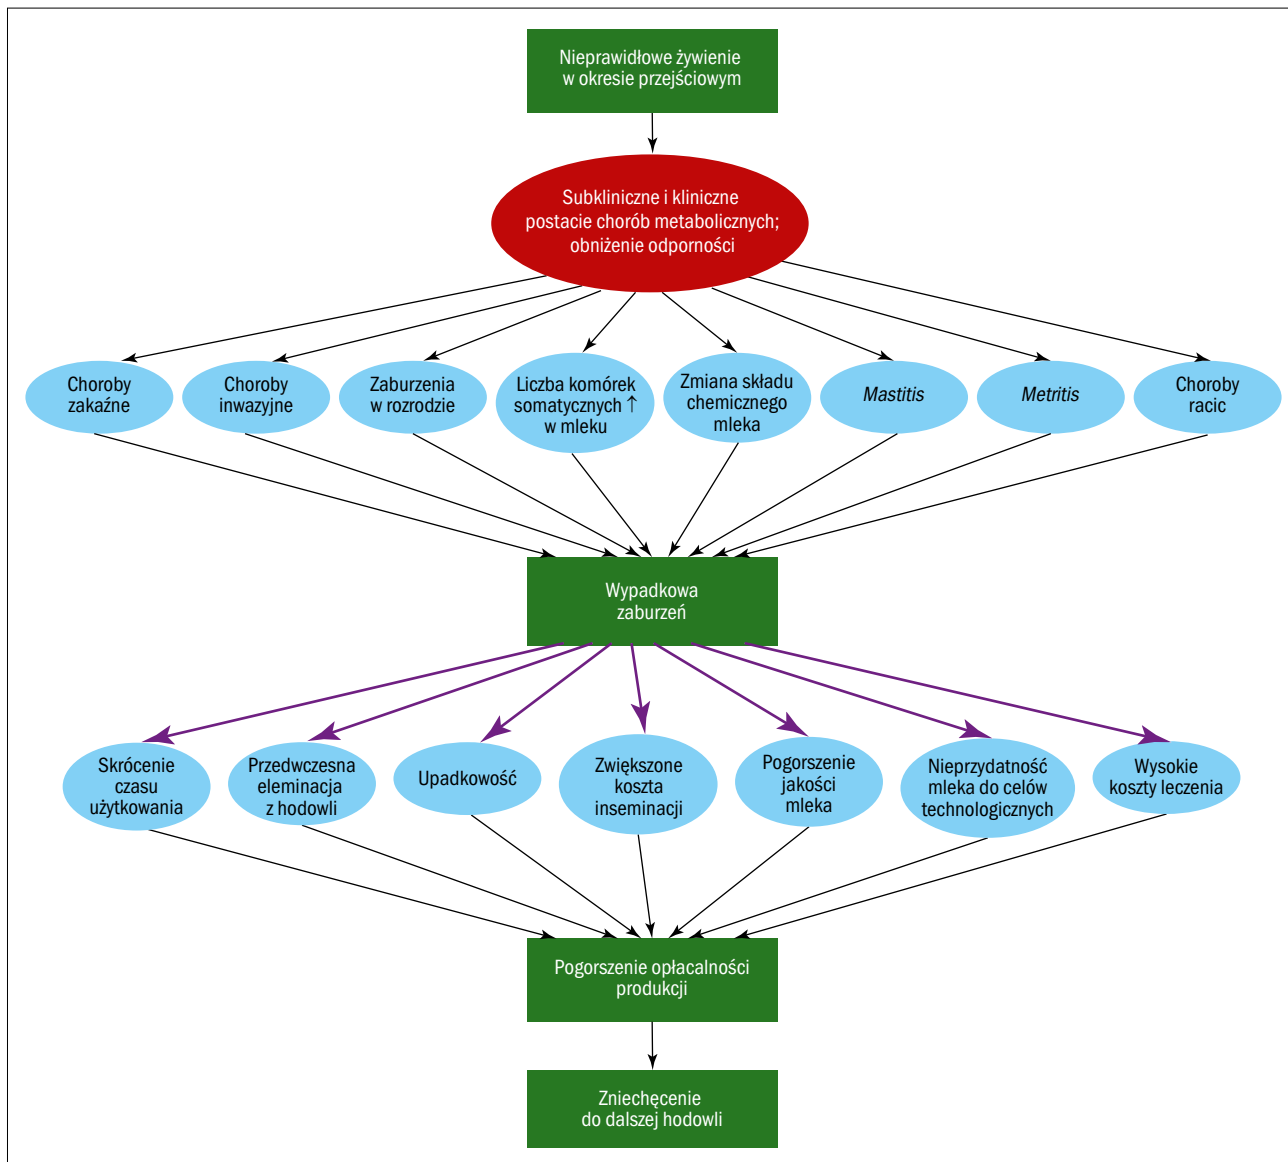 Nieprawidłowe żywienie
w okresie przejściowym
Subkliniczne i kliniczne
postacie chorób metabolicznych;
obniżenie odporności
Choroby
zakaźne
Choroby
inwazyjne
Zaburzenia
w rozrodzie
Liczba komórek
somatycznych ↑
w mleku
Zmiana składu
chemicznego
mleka
Mastitis
Metritis
Choroby
racic
Wypadkowa
zaburzeń
Skrócenie
czasu
użytkowania
Przedwczesna
eleminacja
z hodowli
Upadkowość
Zwiększone
koszta
inseminacji
Pogorszenie
jakości
mleka
Nieprzydatność
mleka do celów
technologicznych
Wysokie
koszty leczenia
Pogorszenie opłacalności
produkcji
Zniechęcenie
do dalszej hodowli